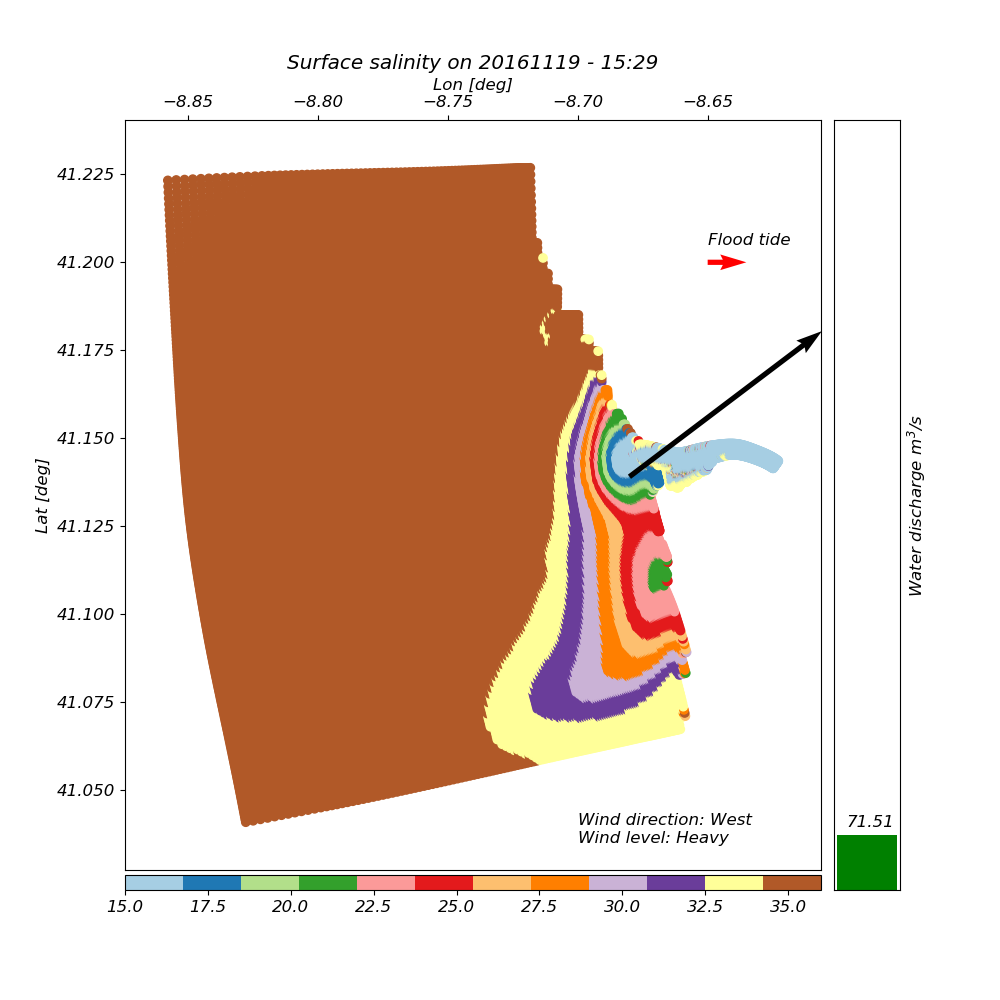 Surface salinity on 20161119 - 15:29
Lon [deg]
−8.85 −8.80 −8.75 −8.70 −8.65
41.225
41.200
41.175
41.150
41.125
41.100
41.075
41.050
Lat [deg]
Flood tide
Wind direction: West
Wind level: Heavy
15.0 17.5 20.0 22.5 25.0 27.5 30.0 32.5 35.0
71.51
Water discharge m³/s